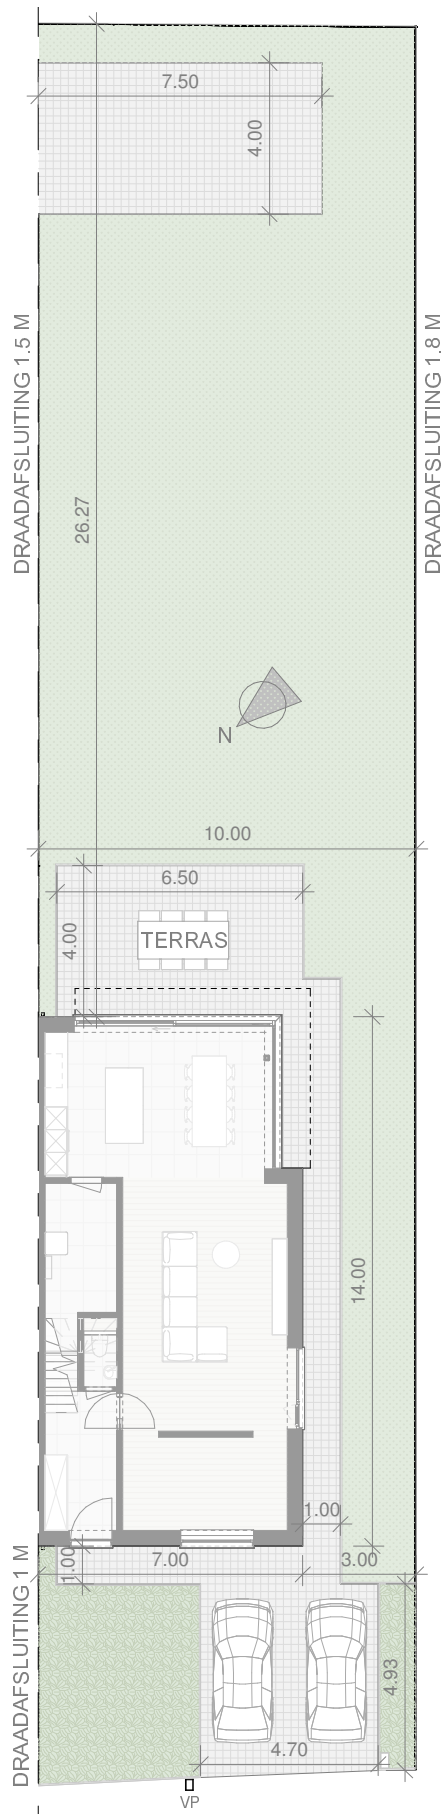 7.50
4.00
DRAADAFSLUITING 1.5 M
DRAADAFSLUITING 1.8 M
26.27
N
10.00
6.50
4.00
TERRAS
14.00
1.00
1.00
7.00
3.00
DRAADAFSLUITING 1 M
4.93
4.70
VP